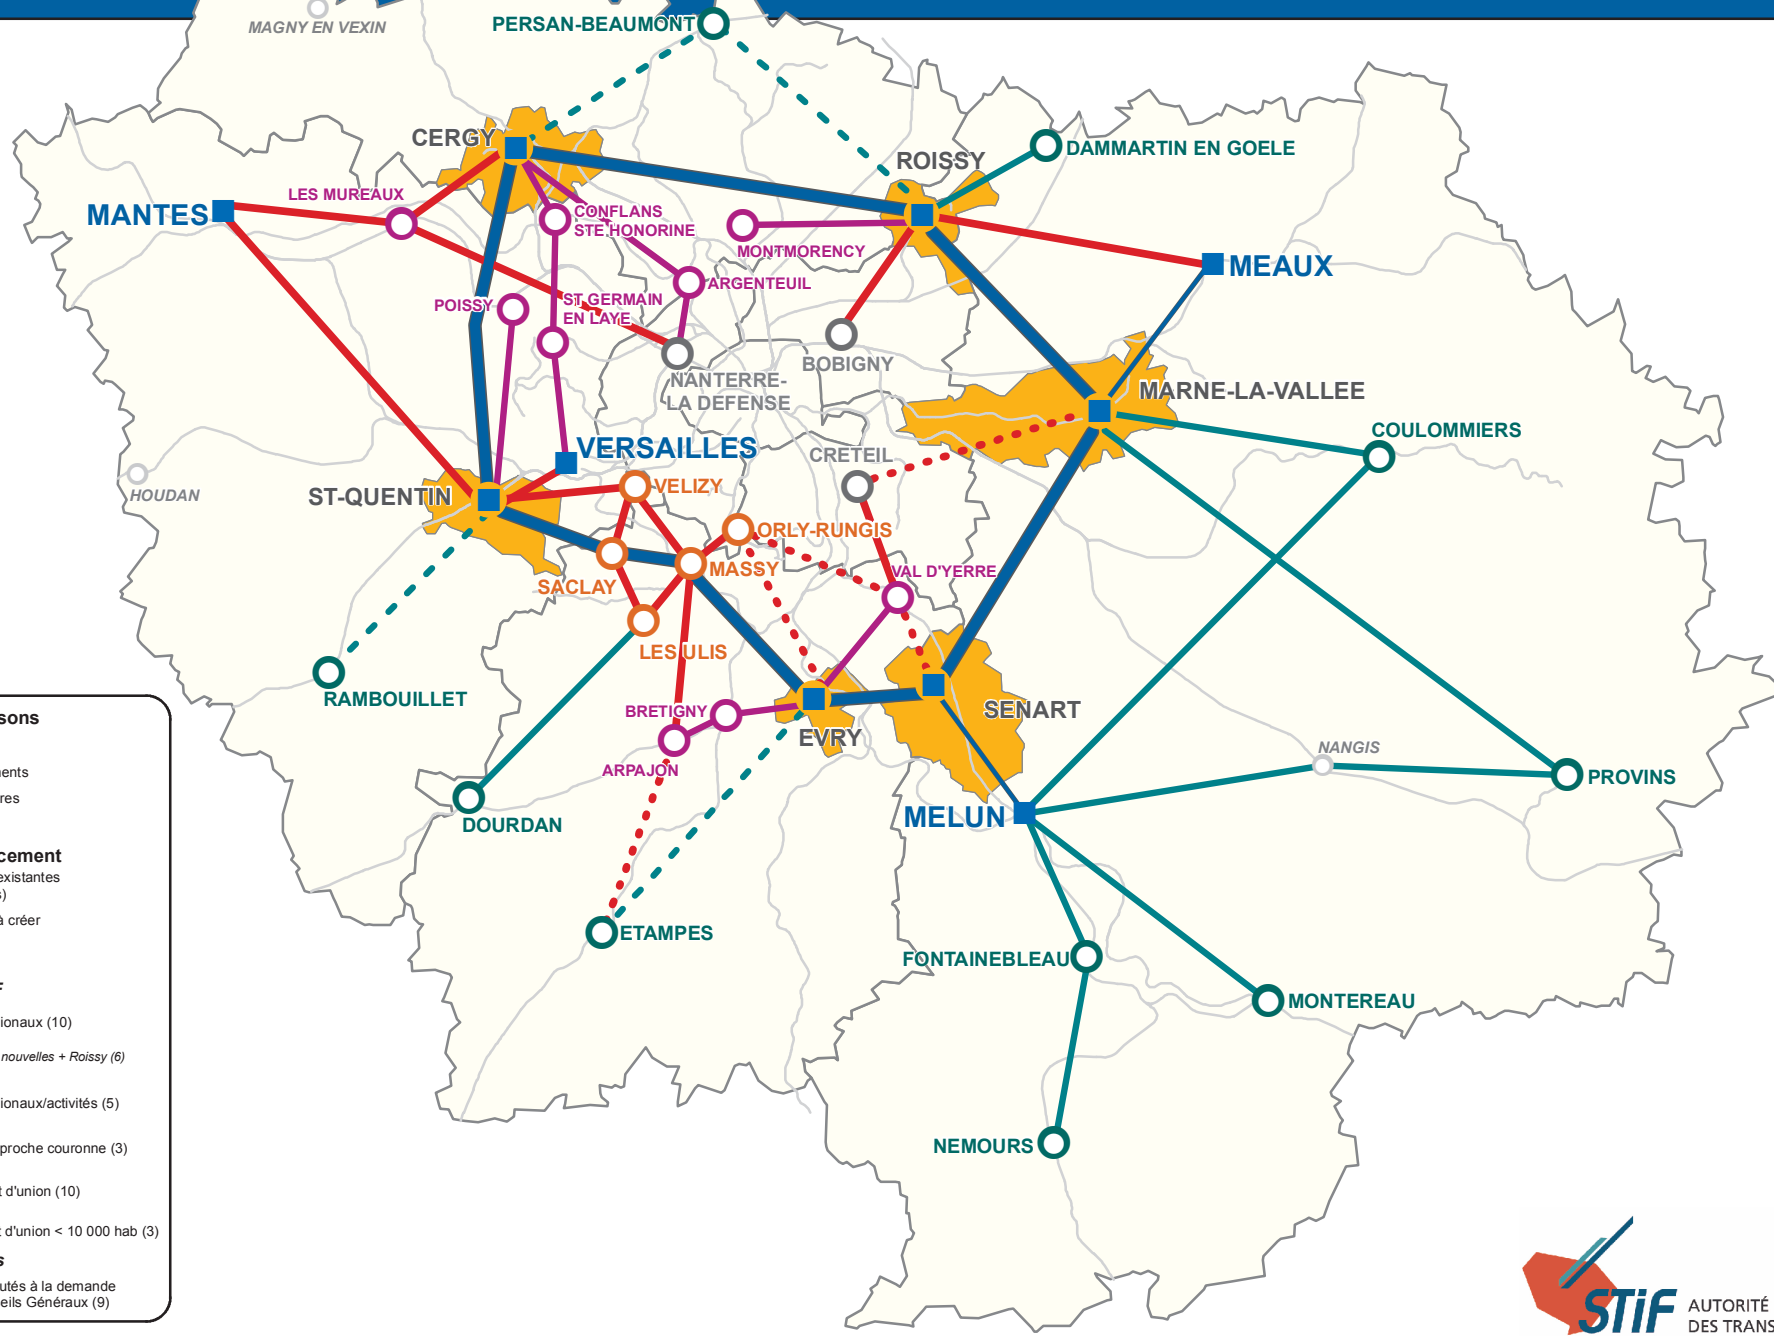 MAGNY EN VEXIN
PERSAN-BEAUMONT
CERGY
ROISSY
DAMMARTIN EN GOELE
LES MUREAUX
MANTES
CONFLANS
STE.HONORINE
MONTMORENCY
MEAUX
ARGENTEUIL
POISSY
ST GERMAIN
EN LAYE
BOBIGNY
NANTERRE-
LA DEFENSE
MARNE-LA-VALLEE
COULOMMIERS
VERSAILLES
CRETEIL
HOUDAN
ST-QUENTIN
VELIZY
ORLY-RUNGIS
MASSY
VAL D'YERRE
SACLAY
LES ULIS
RAMBOUILLET
BRETIGNY
SENART
EVRY
ARPAJON
NANGIS
PROVINS
MELUN
DOURDAN
ETAMPES
FONTAINEBLEAU
MONTEREAU
NEMOURS
sons
ents
res
cement
existantes
s)
à créer
F
ionaux (10)
nouvelles + Roissy (6)
ionaux/activités (5)
proche couronne (3)
t d'union (10)
t d'union < 10 000 hab (3)
s
utés à la demande
eils Généraux (9)
STiF
AUTORITÉ
DES TRANS